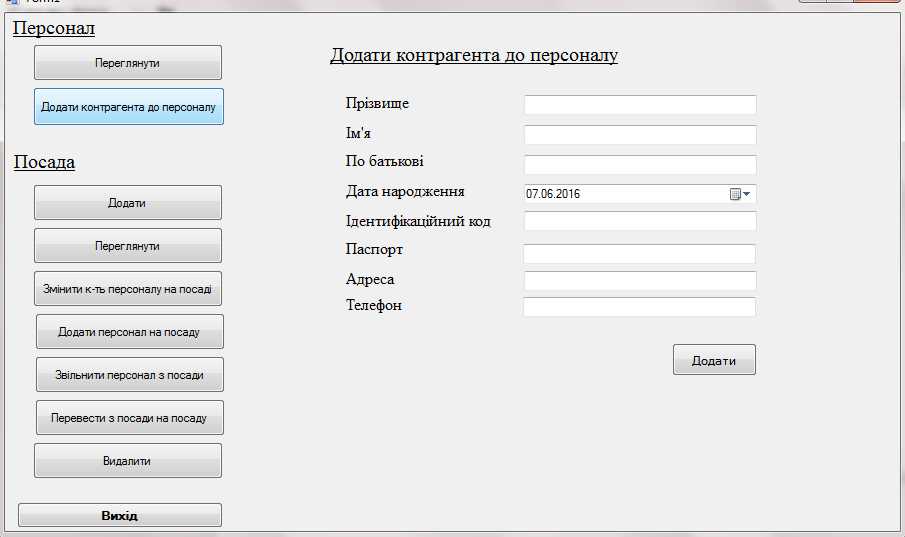 Персонал
Переглянути
Додати контрагента до персоналу
Посада
Додати
Переглянути
Змінити к-ть персоналу на посаді
Додати персонал на посаду
Звільнити персонал з посади
Перевести з посади на посаду
Видалити
Вихід
Додати контрагента до персоналу
Прізвище
Ім'я
По батькові
Дата народження 07.06.2016
Ідентифікаційний код
Паспорт
Адреса
Телефон
Додати